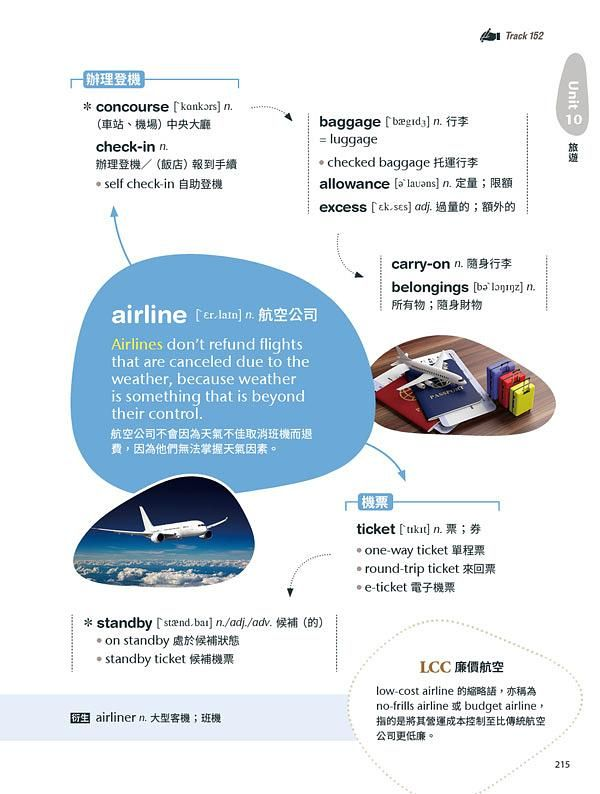 Track 152
Unit 10
旅遊
辦理登機
* concourse [ˋkɑnkɔrs] n.
（車站、機場）中央大廳
check-in n.
辦理登機／（飯店）報到手續
• self check-in 自助登機
baggage [ˋbægɪdʒ] n. 行李
= luggage
• checked baggage 托運行李
allowance [əˋlaʊəns] n. 定量；限額
excess [ˋɛk͵sɛs] adj. 過量的；額外的
carry-on n. 隨身行李
belongings [bəˋlɔŋɪŋz] n.
所有物；隨身財物
airline [ˋɛr͵laɪn] n. 航空公司
Airlines don’t refund flights
that are canceled due to the
weather, because weather
is something that is beyond
their control.
航空公司不會因為天氣不佳取消班機而退
費，因為他們無法掌握天氣因素。
PASSPORT
機票
ticket [ˋtɪkɪt] n. 票；券
• one-way ticket 單程票
• round-trip ticket 來回票
• e-ticket 電子機票
* standby [ˋstænd͵baɪ] n./adj./adv. 候補（的）
• on standby 處於候補狀態
• standby ticket 候補機票
LCC 廉價航空
low-cost airline 的縮略語，亦稱為
no-frills airline 或 budget airline，
指的是將其營運成本控制至比傳統航空
公司更低廉。
衍生 airliner n. 大型客機；班機
215